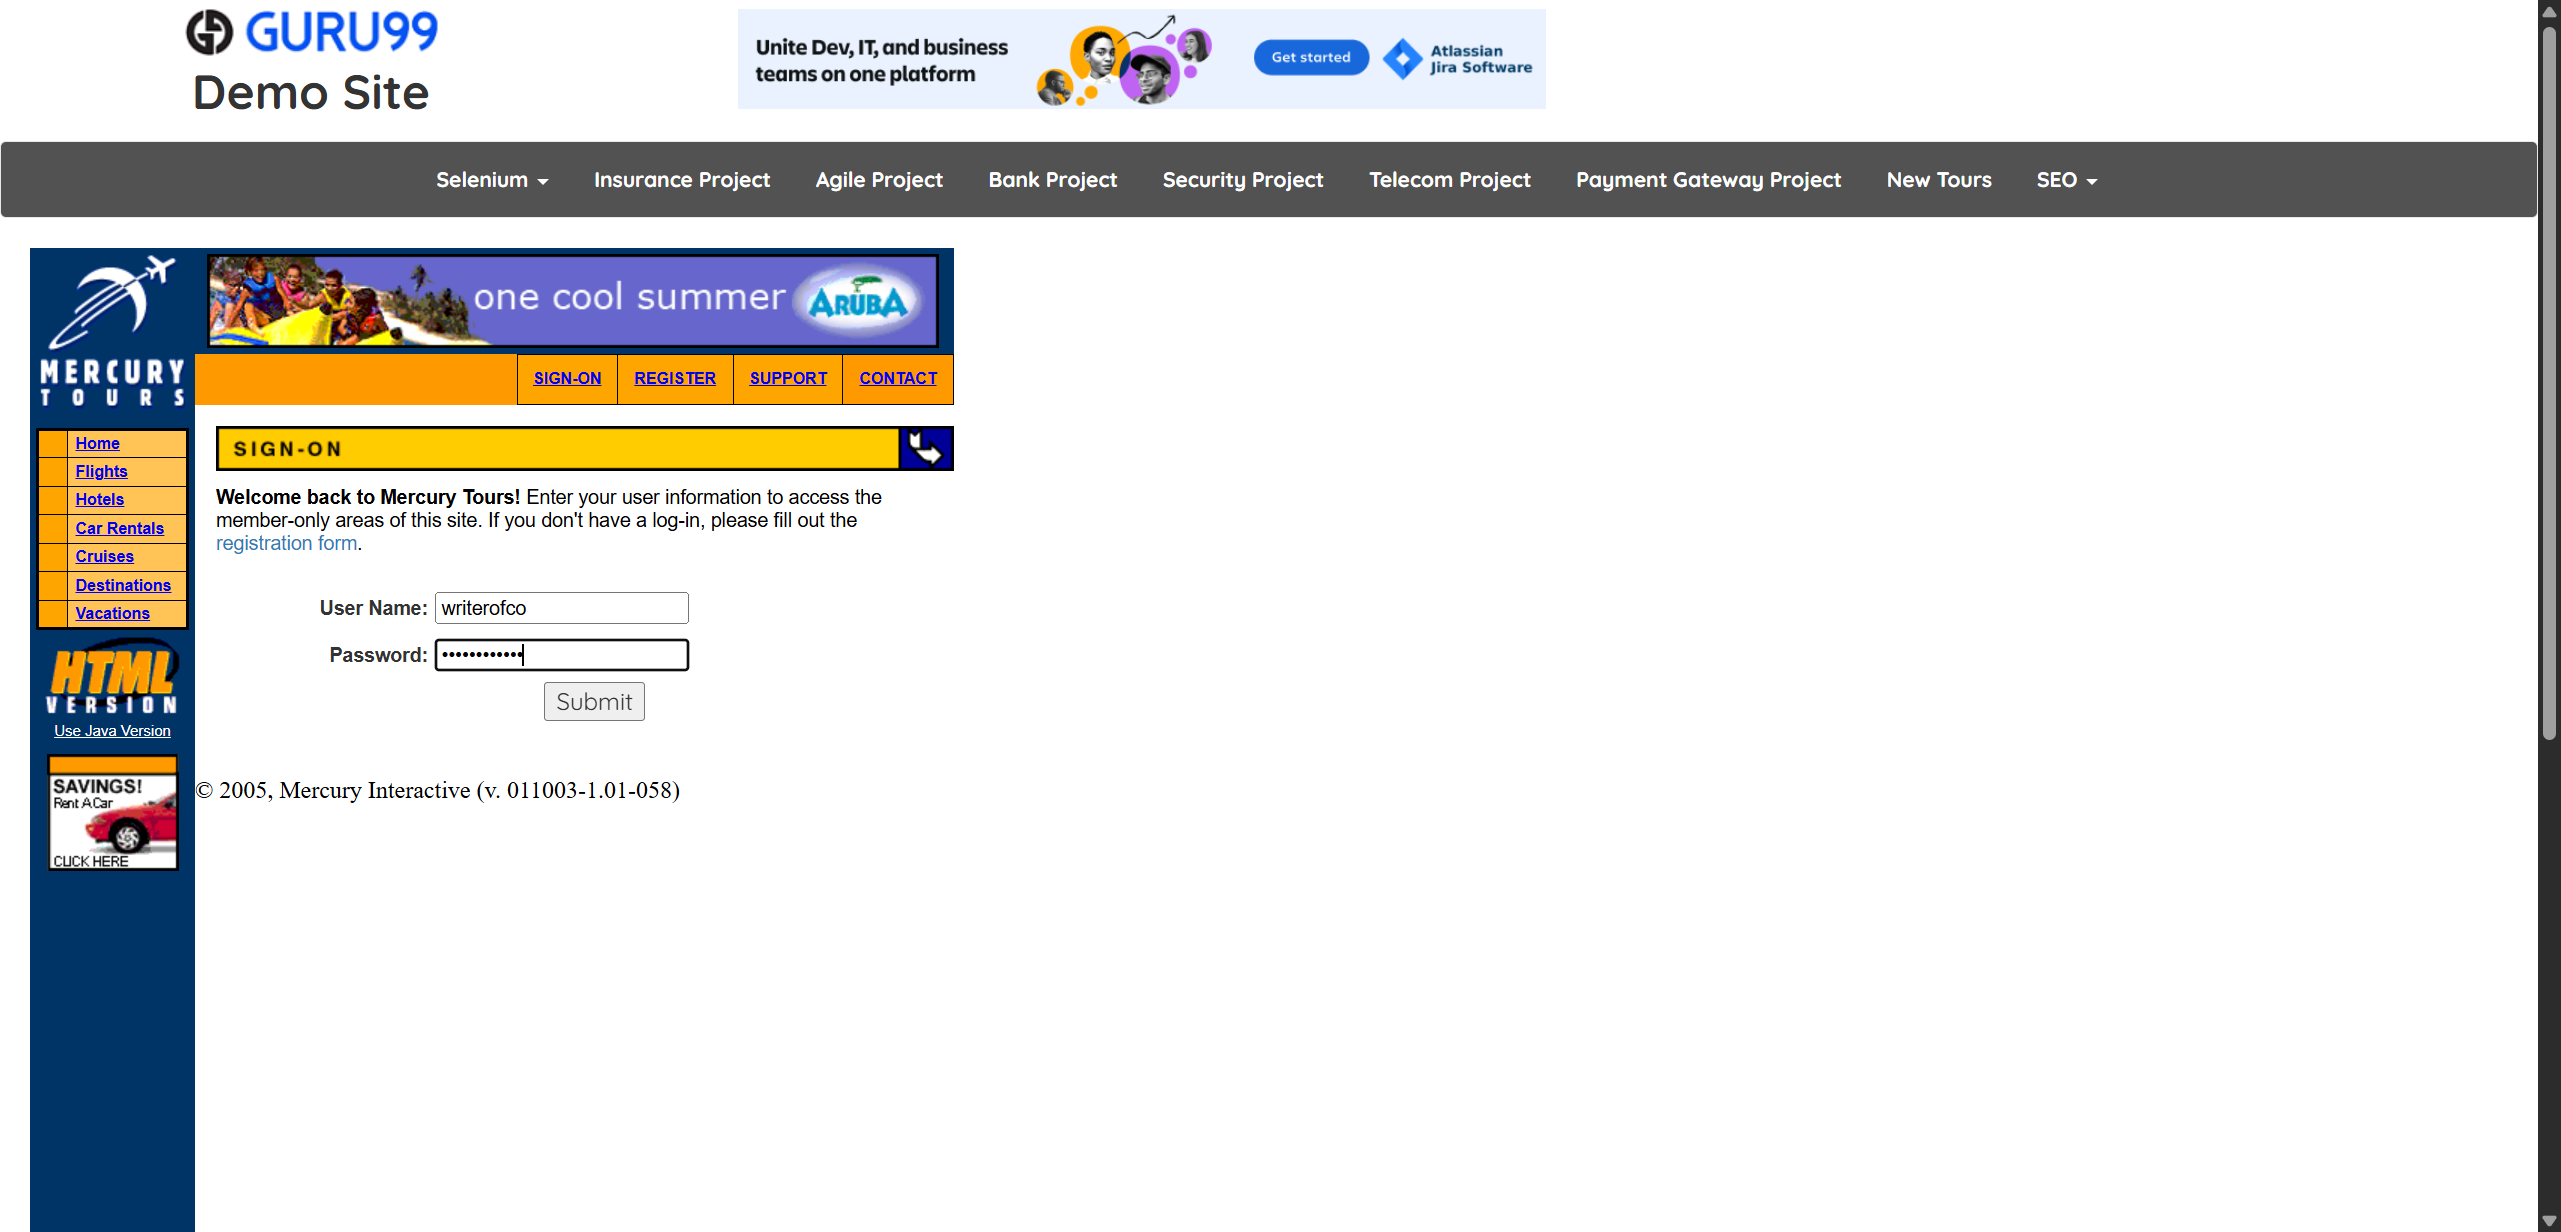 GURU99
Demo Site
Unite Dev, IT, and business
teams on one platform
Get started
Atlassian
Jira Software
Selenium
Insurance Project
Agile Project
Bank Project
Security Project
Telecom Project
Payment Gateway Project
New Tours
SEO
MERCURY
TOURS
one cool summer
ARUBA
SIGN-ON
REGISTER
SUPPORT
CONTACT
Home
Flights
Hotels
Car Rentals
Cruises
Destinations
Vacations
HTML
VERSION
Use Java Version
SAVINGS!
Rent A Car
CLICK HERE
SIGN-ON
Welcome back to Mercury Tours! Enter your user information to access the
member-only areas of this site. If you don't have a log-in, please fill out the
registration form.
User Name: writerofco
Password: ••••••••••••
Submit
© 2005, Mercury Interactive (v. 011003-1.01-058)